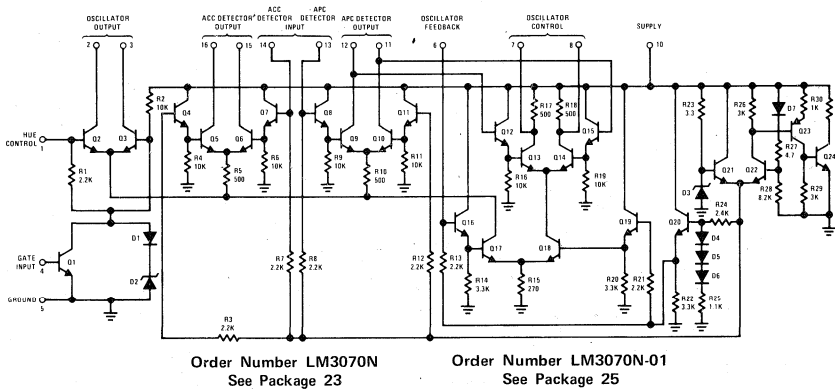 OSCILLATOR OUTPUT
ACC DETECTOR OUTPUT
ACC DETECTOR INPUT
APC DETECTOR INPUT
APC DETECTOR OUTPUT
OSCILLATOR FEEDBACK
OSCILLATOR CONTROL
SUPPLY
2 3 16 15 14 13 12 11 6 7 8 10
R2 10K
Q4
Q7
Q8
Q11
R17 500
R18 500
R23 3.3
R26 3K
D7
R30 1K
HUE CONTROL 1
Q2
Q3
Q5
Q6
Q9
Q10
Q12
Q13
Q14
Q15
Q21
Q22
R27 4.7
Q23
Q24
R1 2.2K
R4 10K
R5 500
R6 10K
R9 10K
R10 500
R11 10K
R16 10K
R19 10K
D3
R28 8.2K
R29 3K
Q16
Q17
Q18
Q19
Q20
R24 2.4K
GATE INPUT 4
Q1
D1
D2
R7 2.2K
R8 2.2K
R12 2.2K
R13 2.2K
D4
D5
D6
R14 3.3K
R15 270
R20 3.3K
R21 2.2K
R22 3.3K
R25 1.1K
GROUND 5
R3 2.2K
Order Number LM3070N
See Package 23
Order Number LM3070N-01
See Package 25